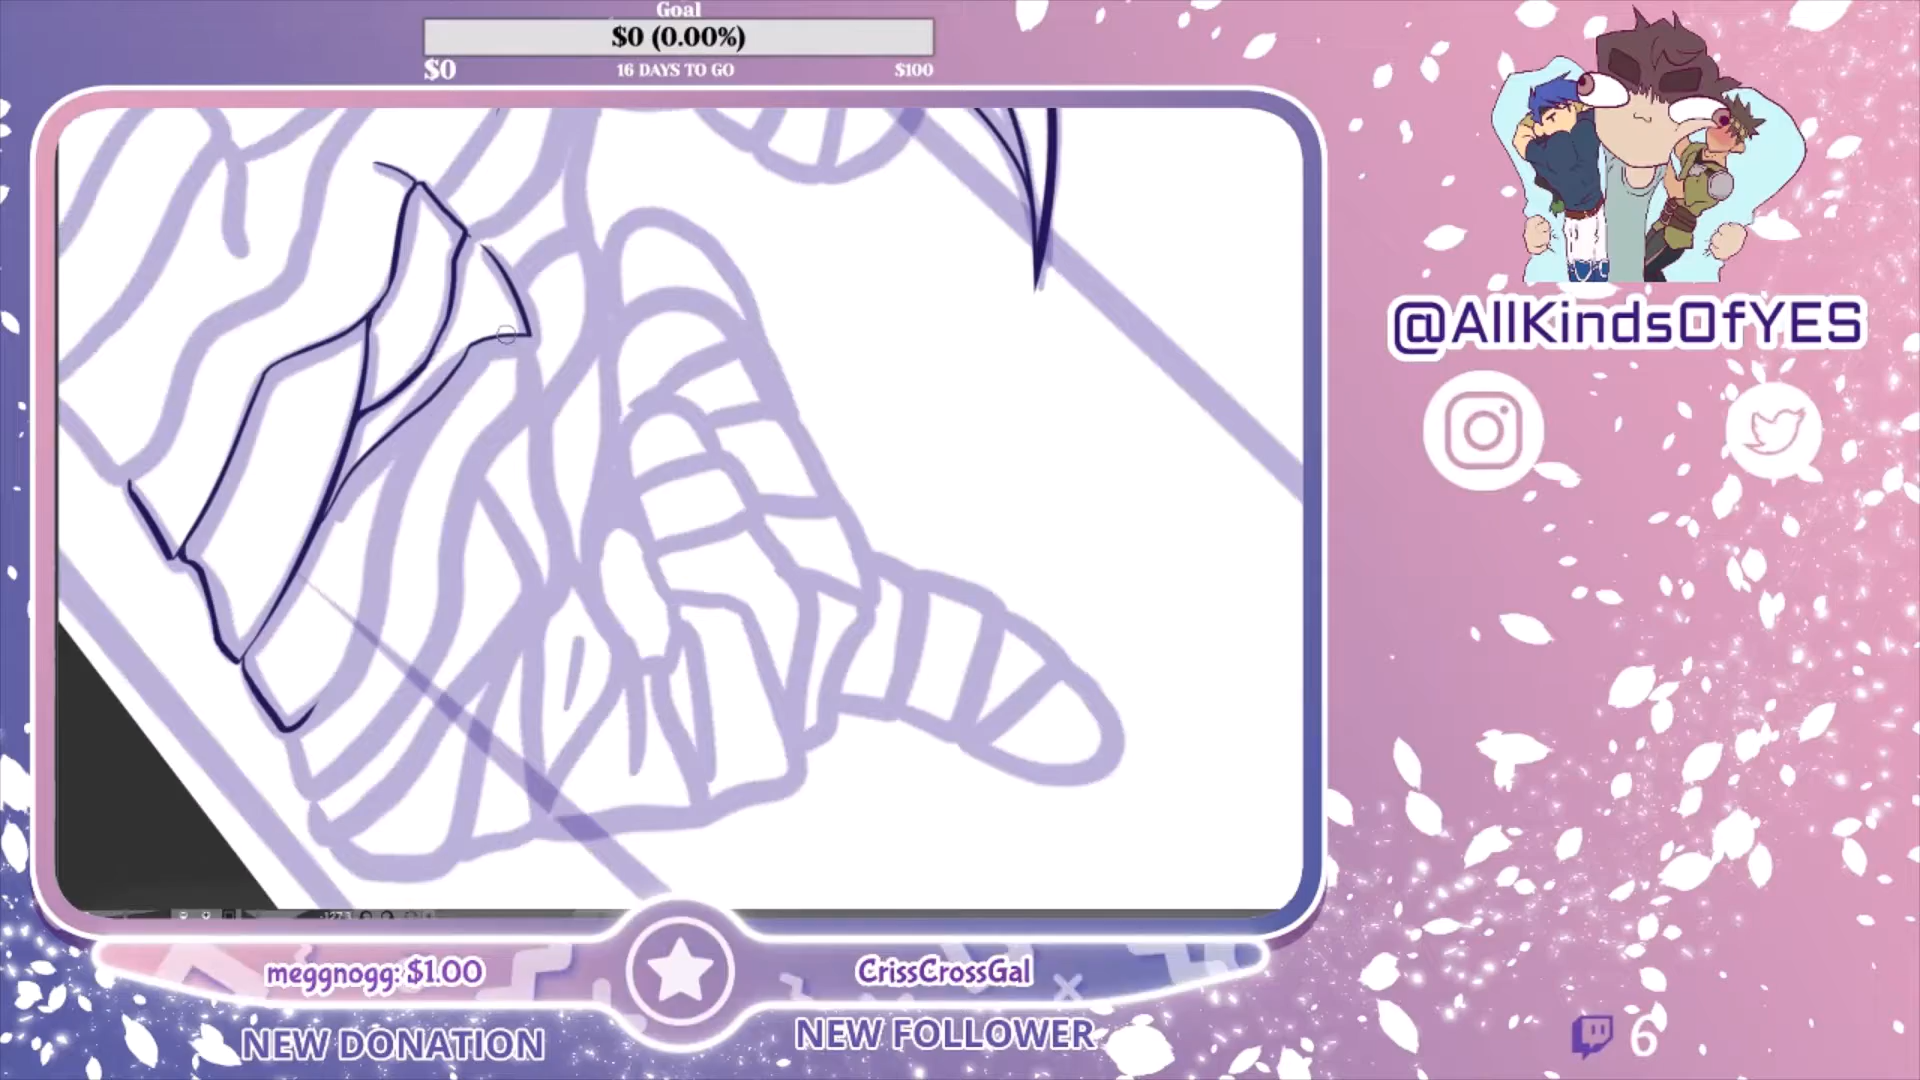 Goal
$0 (0.00%)
$0 16 DAYS TO GO $100
@AllKindsOfYES
meggnogg: $1.00
CrissCrossGal
NEW DONATION
NEW FOLLOWER
6